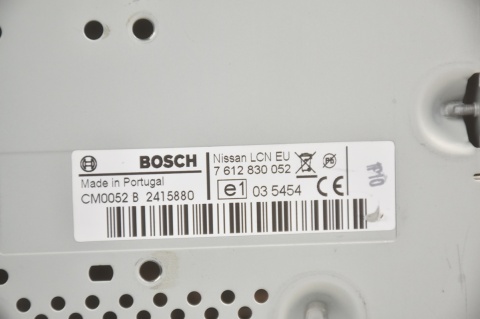 BOSCH
Made in Portugal
CM0052 B 2415880
Nissan LCN EU
7 612 830 052
e1 03 5454 CE